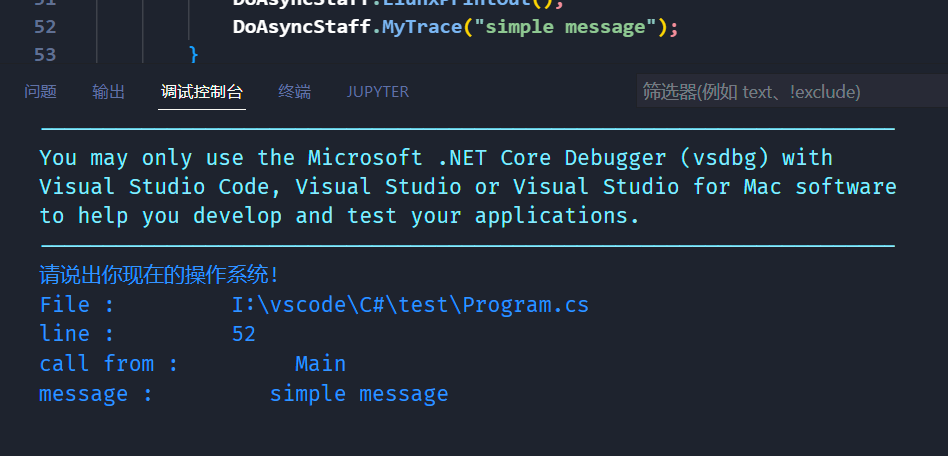 52 DoAsyncStaff.MyTrace("simple message");
53 }
问题 输出 调试控制台 终端 JUPYTER 筛选器(例如 text、!exclude)
You may only use the Microsoft .NET Core Debugger (vsdbg) with
Visual Studio Code, Visual Studio or Visual Studio for Mac software
to help you develop and test your applications.
请说出你现在的操作系统!
File : I:\vscode\C#\test\Program.cs
line : 52
call from : Main
message : simple message